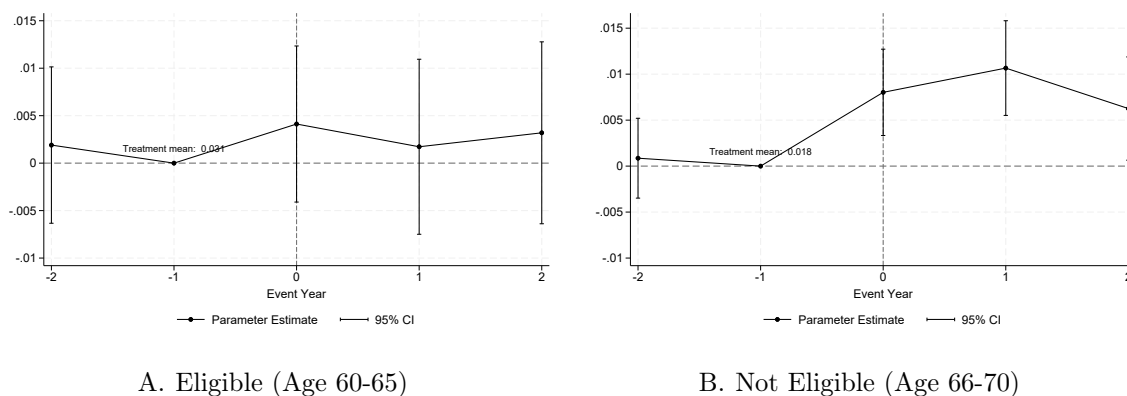 .015
.01
.005
0
-.005
-.01
Treatment mean: 0.031
-2 -1 0 1 2
Event Year
Parameter Estimate 95% CI
A. Eligible (Age 60-65)
.015
.01
.005
0
-.005
-.01
Treatment mean: 0.018
-2 -1 0 1 2
Event Year
Parameter Estimate 95% CI
B. Not Eligible (Age 66-70)